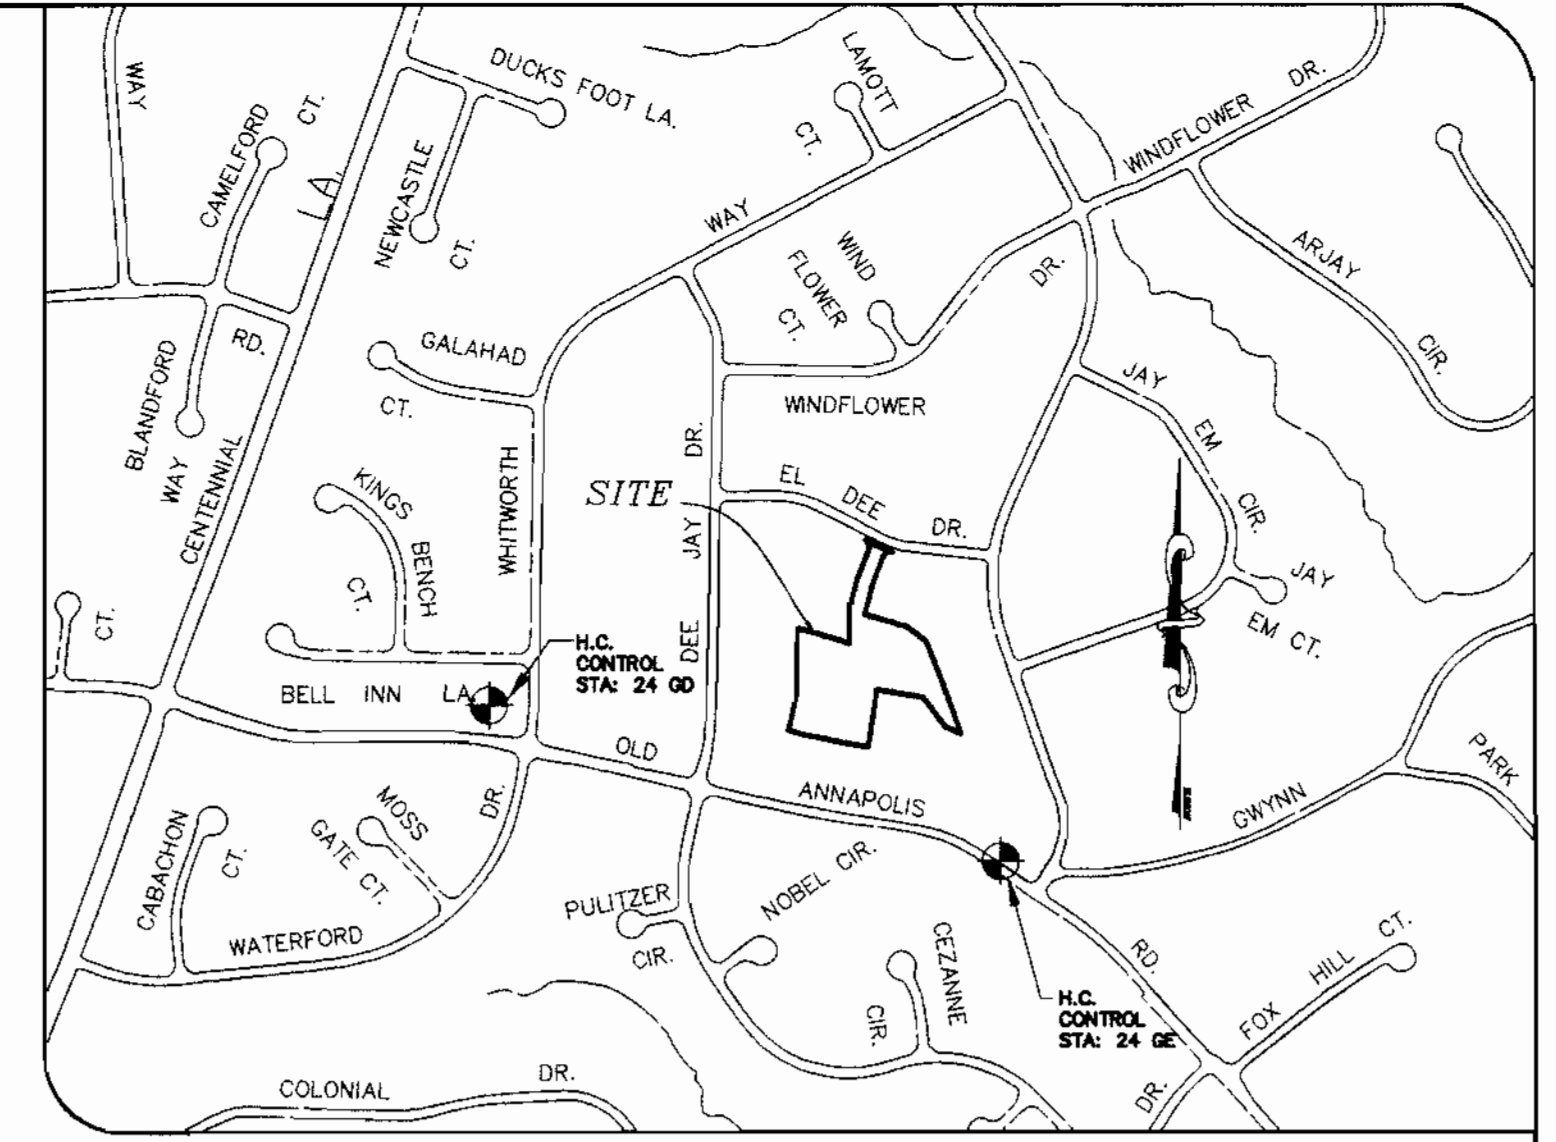 WAY
CAMELFORD
CT.
LA.
DUCKS FOOT LA.
NEWCASTLE
CT.
LAMOTT
CT.
WAY
WINDFLOWER
DR.
WIND
FLOWER
CT.
DR.
ARJAY
CIR.
RD.
BLANDFORD
WAY
CENTENNIAL
GALAHAD
CT.
WINDFLOWER
JAY
EM
CIR.
JAY
EM CT.
KINGS
BENCH
CT.
WHITWORTH
SITE
DR.
JAY
DEE
EL
DEE
DR.
CT.
H.C.
CONTROL
STA: 24 GD
BELL INN LA.
OLD
ANNAPOLIS
RD.
GWYNN
PARK
CABACHON
CT.
MOSS
GATE CT.
DR.
WATERFORD
PULITZER
CIR.
NOBEL CIR.
CEZANNE
CIR.
H.C.
CONTROL
STA: 24 GE
FOX
HILL
CT.
DR.
COLONIAL
DR.